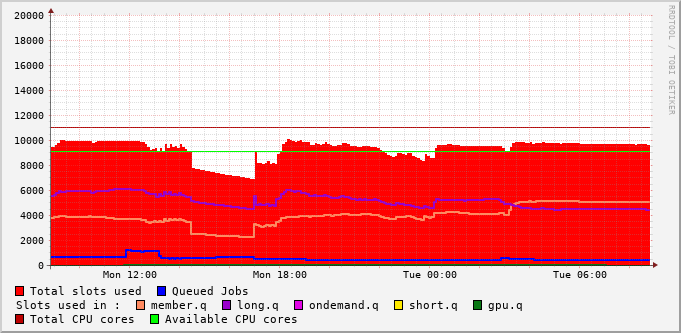 20000
18000
16000
14000
12000
10000
8000
6000
4000
2000
0
Mon 12:00 Mon 18:00 Tue 00:00 Tue 06:00
RRDTOOL / TOBI OETIKER
Total slots used Queued Jobs
Slots used in : member.q long.q ondemand.q short.q gpu.q
Total CPU cores Available CPU cores